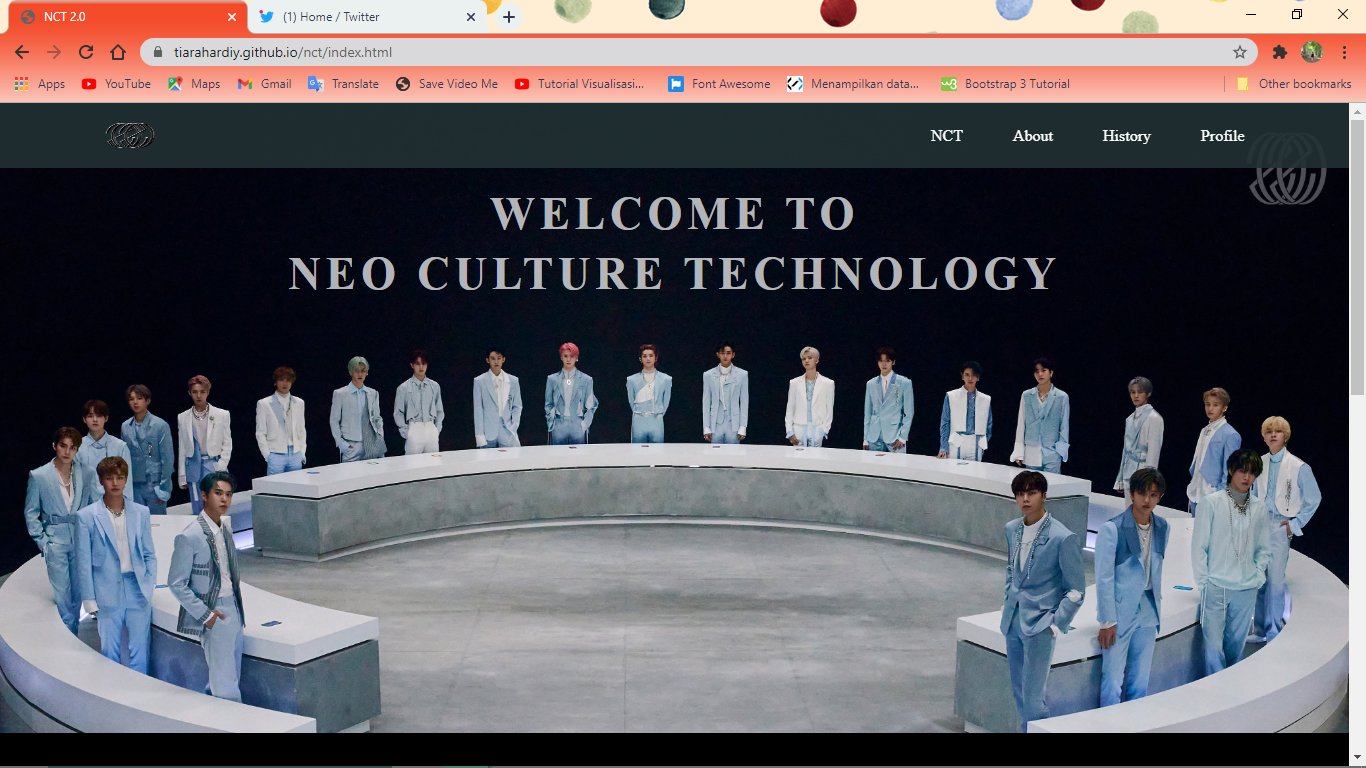 NCT 2.0
(1) Home / Twitter
tiarahardiy.github.io/nct/index.html
Apps
YouTube
Maps
Gmail
Translate
Save Video Me
Tutorial Visualisasi...
Font Awesome
Menampilkan data...
Bootstrap 3 Tutorial
Other bookmarks
NCT
About
History
Profile
WELCOME TO
NEO CULTURE TECHNOLOGY